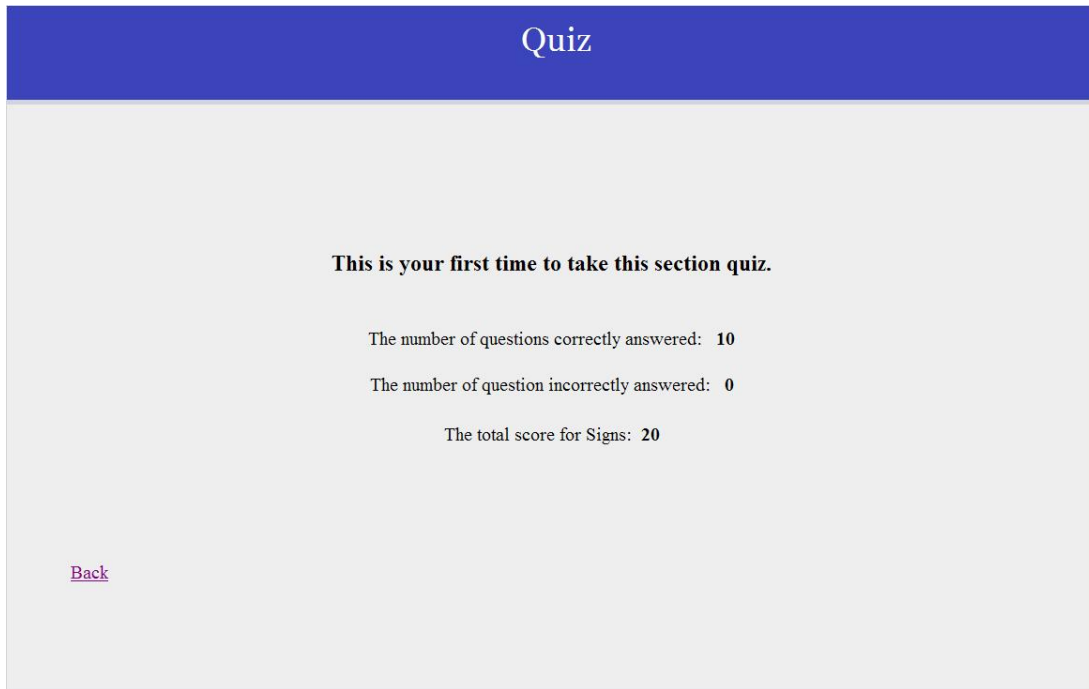 Quiz
This is your first time to take this section quiz.
The number of questions correctly answered: 10
The number of question incorrectly answered: 0
The total score for Signs: 20
Back